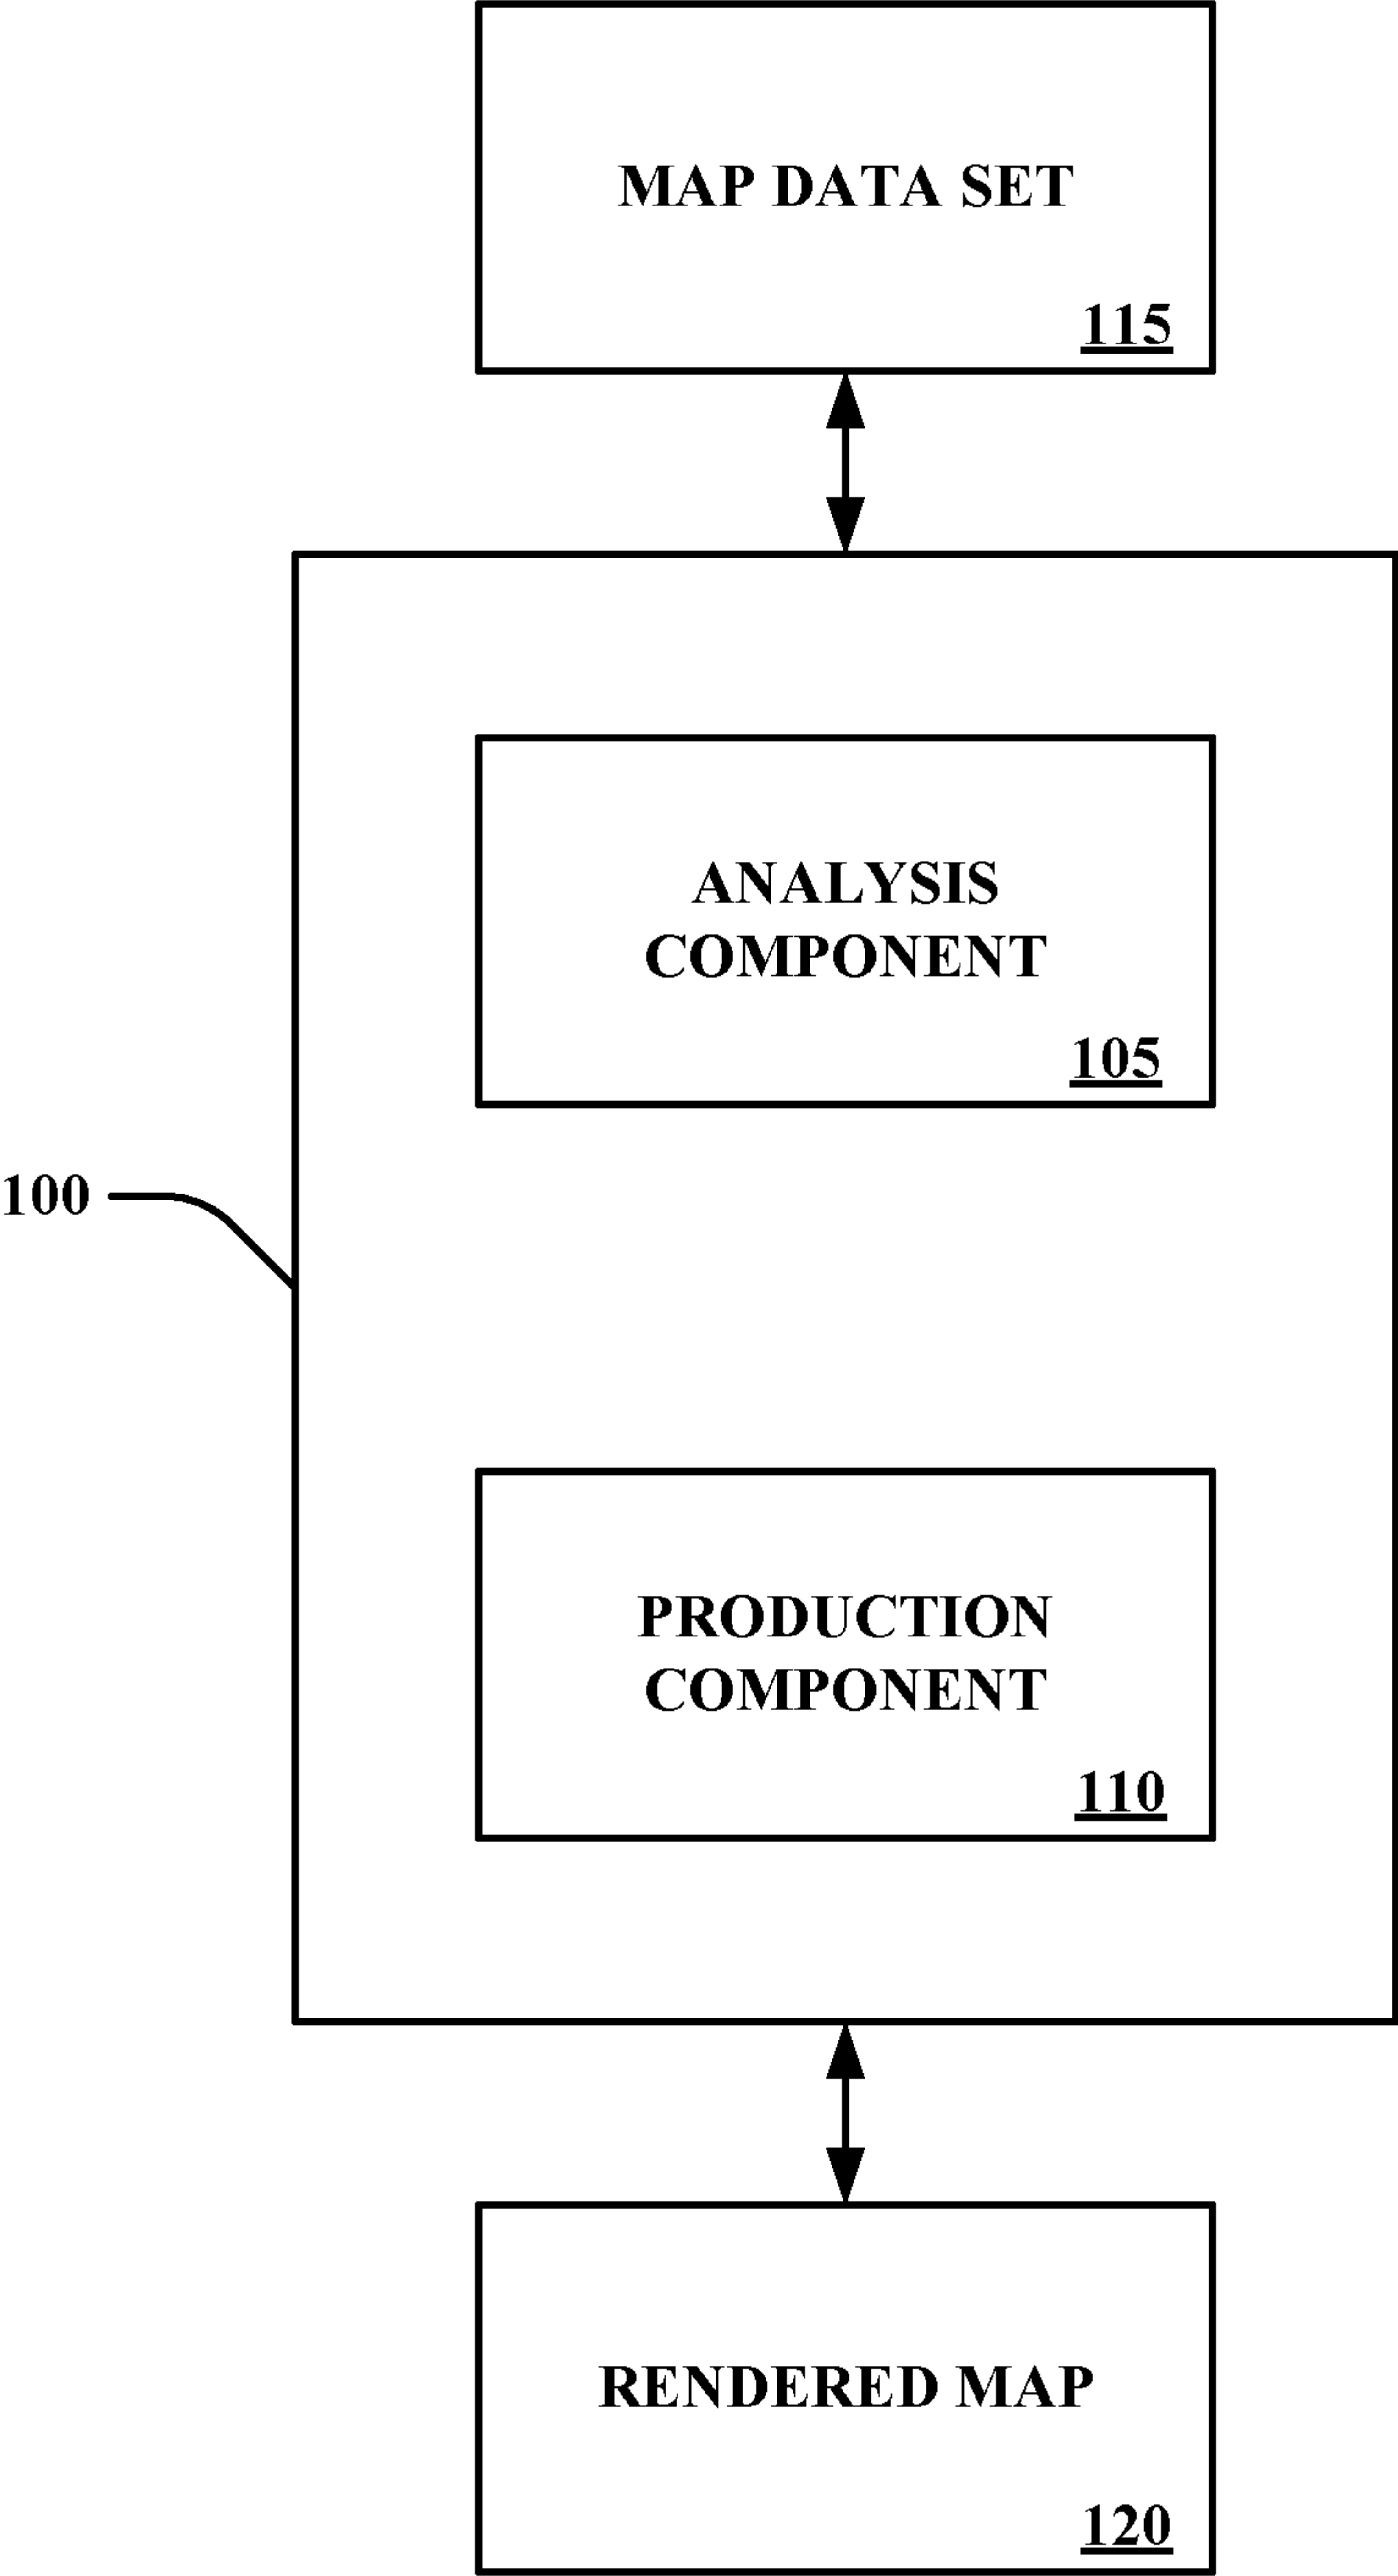 MAP DATA SET
115
ANALYSIS
COMPONENT
105
100
PRODUCTION
COMPONENT
110
RENDERED MAP
120